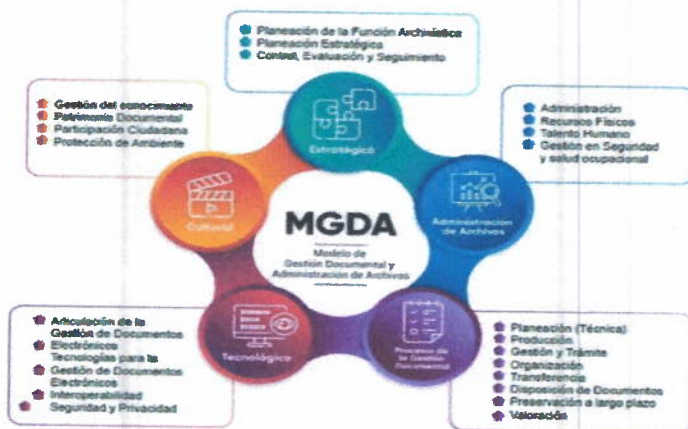 Planeación de la Función Archivística
Planeación Estratégica
Control, Evaluación y Seguimiento
Gestión del conocimiento
Patrimonio Documental
Participación Ciudadana
Protección de Ambiente
Administración
Recursos Físicos
Talento Humano
Gestión en Seguridad
y salud ocupacional
Estratégico
Cultural
Administración
de Archivos
MGDA
Modelo de
Gestión Documental y
Administración de Archivos
Tecnológico
Procesos de
la Gestión
Documental
Articulación de la
Gestión de Documentos
Electrónicos
Tecnologías para la
Gestión de Documentos
Electrónicos
Interoperabilidad
Seguridad y Privacidad
Planeación (Técnica)
Producción
Gestión y Trámite
Organización
Transferencia
Disposición de Documentos
Preservación a largo plazo
Valoración